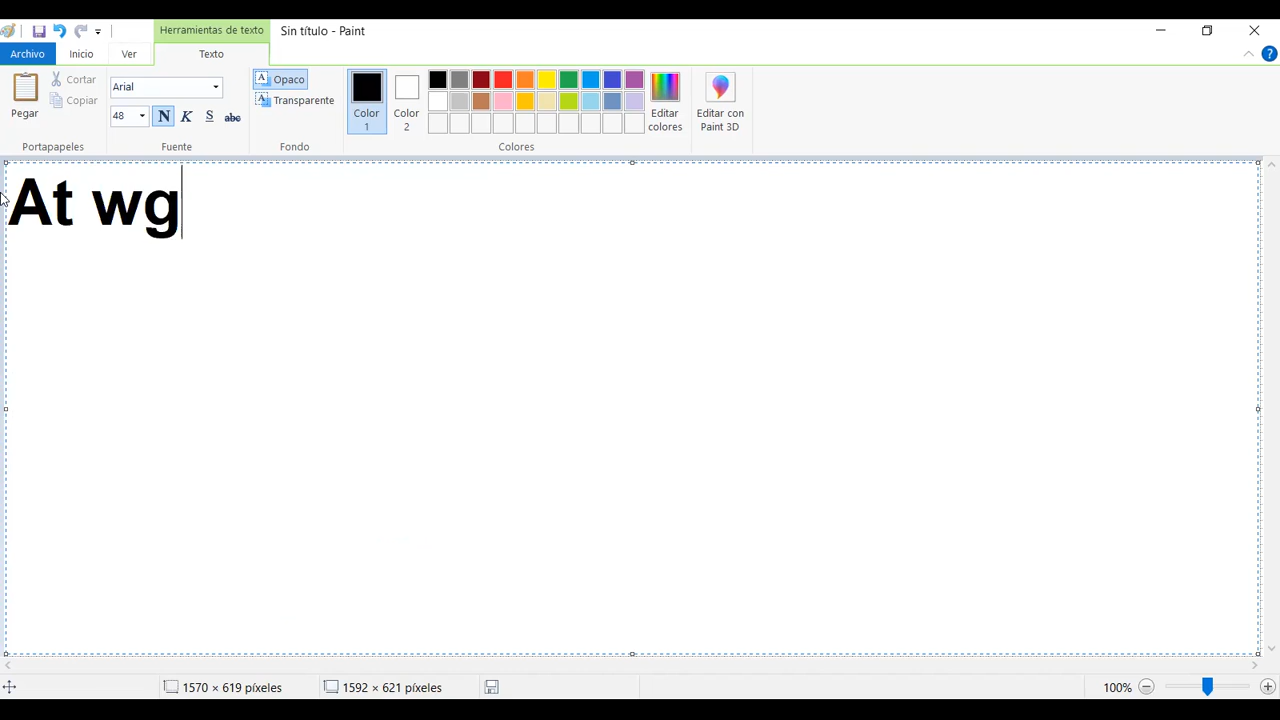 Herramientas de texto Sin título - Paint
Archivo Inicio Ver Texto
Pegar Cortar Copiar
Arial
48 N K S abc
Opaco
Transparente
Color 1
Color 2
Editar colores
Editar con Paint 3D
Portapapeles Fuente Fondo Colores
At wg
1570 × 619 píxeles 1592 × 621 píxeles 100%